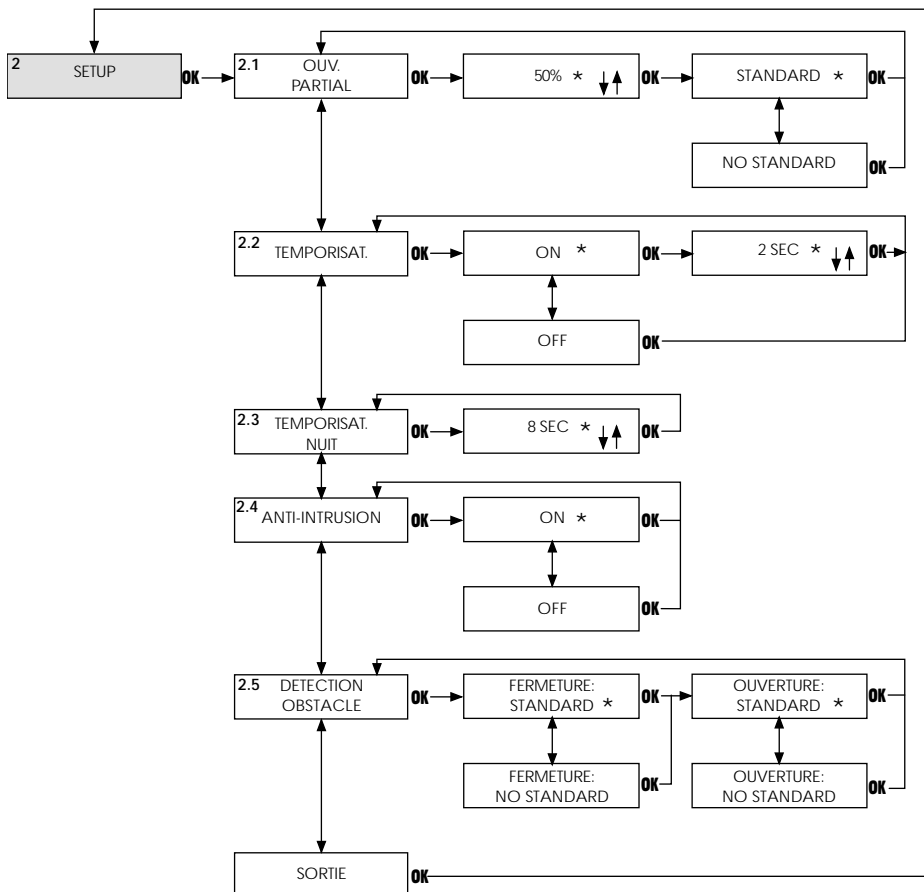 2 SETUP OK
2.1 OUV. PARTIAL OK
50% * OK
STANDARD * OK
NO STANDARD OK
2.2 TEMPORISAT. OK
ON * OK
2 SEC * OK
OFF OK
2.3 TEMPORISAT. NUIT OK
8 SEC * OK
2.4 ANTI-INTRUSION OK
ON * OK
OFF OK
2.5 DETECTION OBSTACLE OK
FERMETURE: STANDARD * OK
OUVERTURE: STANDARD * OK
FERMETURE: NO STANDARD OK
OUVERTURE: NO STANDARD OK
SORTIE OK